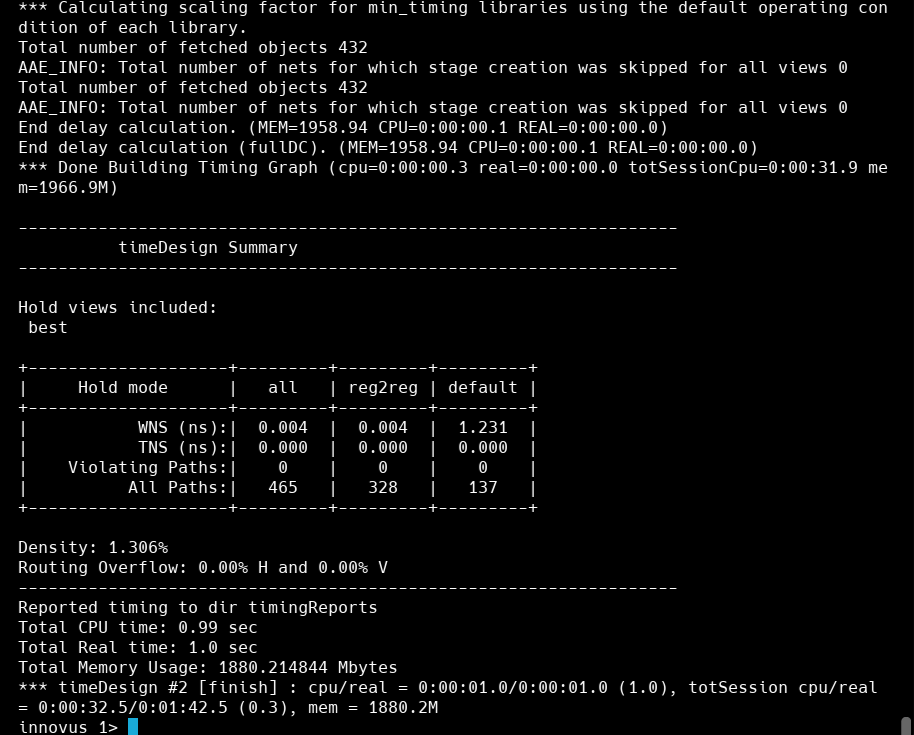 *** Calculating scaling factor for min_timing libraries using the default operating con
dition of each library.
Total number of fetched objects 432
AAE_INFO: Total number of nets for which stage creation was skipped for all views 0
Total number of fetched objects 432
AAE_INFO: Total number of nets for which stage creation was skipped for all views 0
End delay calculation. (MEM=1958.94 CPU=0:00:00.1 REAL=0:00:00.0)
End delay calculation (fullDC). (MEM=1958.94 CPU=0:00:00.1 REAL=0:00:00.0)
*** Done Building Timing Graph (cpu=0:00:00.3 real=0:00:00.0 totSessionCpu=0:00:31.9 me
m=1966.9M)

------------------------------------------------------------------
          timeDesign Summary
------------------------------------------------------------------

Hold views included:
 best

+--------------------+---------+---------+---------+
|     Hold mode      |   all   | reg2reg | default |
+--------------------+---------+---------+---------+
|           WNS (ns):|  0.004  |  0.004  |  1.231  |
|           TNS (ns):|  0.000  |  0.000  |  0.000  |
|    Violating Paths:|    0    |    0    |    0    |
|          All Paths:|   465   |   328   |   137   |
+--------------------+---------+---------+---------+

Density: 1.306%
Routing Overflow: 0.00% H and 0.00% V
------------------------------------------------------------------
Reported timing to dir timingReports
Total CPU time: 0.99 sec
Total Real time: 1.0 sec
Total Memory Usage: 1880.214844 Mbytes
*** timeDesign #2 [finish] : cpu/real = 0:00:01.0/0:00:01.0 (1.0), totSession cpu/real
= 0:00:32.5/0:01:42.5 (0.3), mem = 1880.2M
innovus 1>